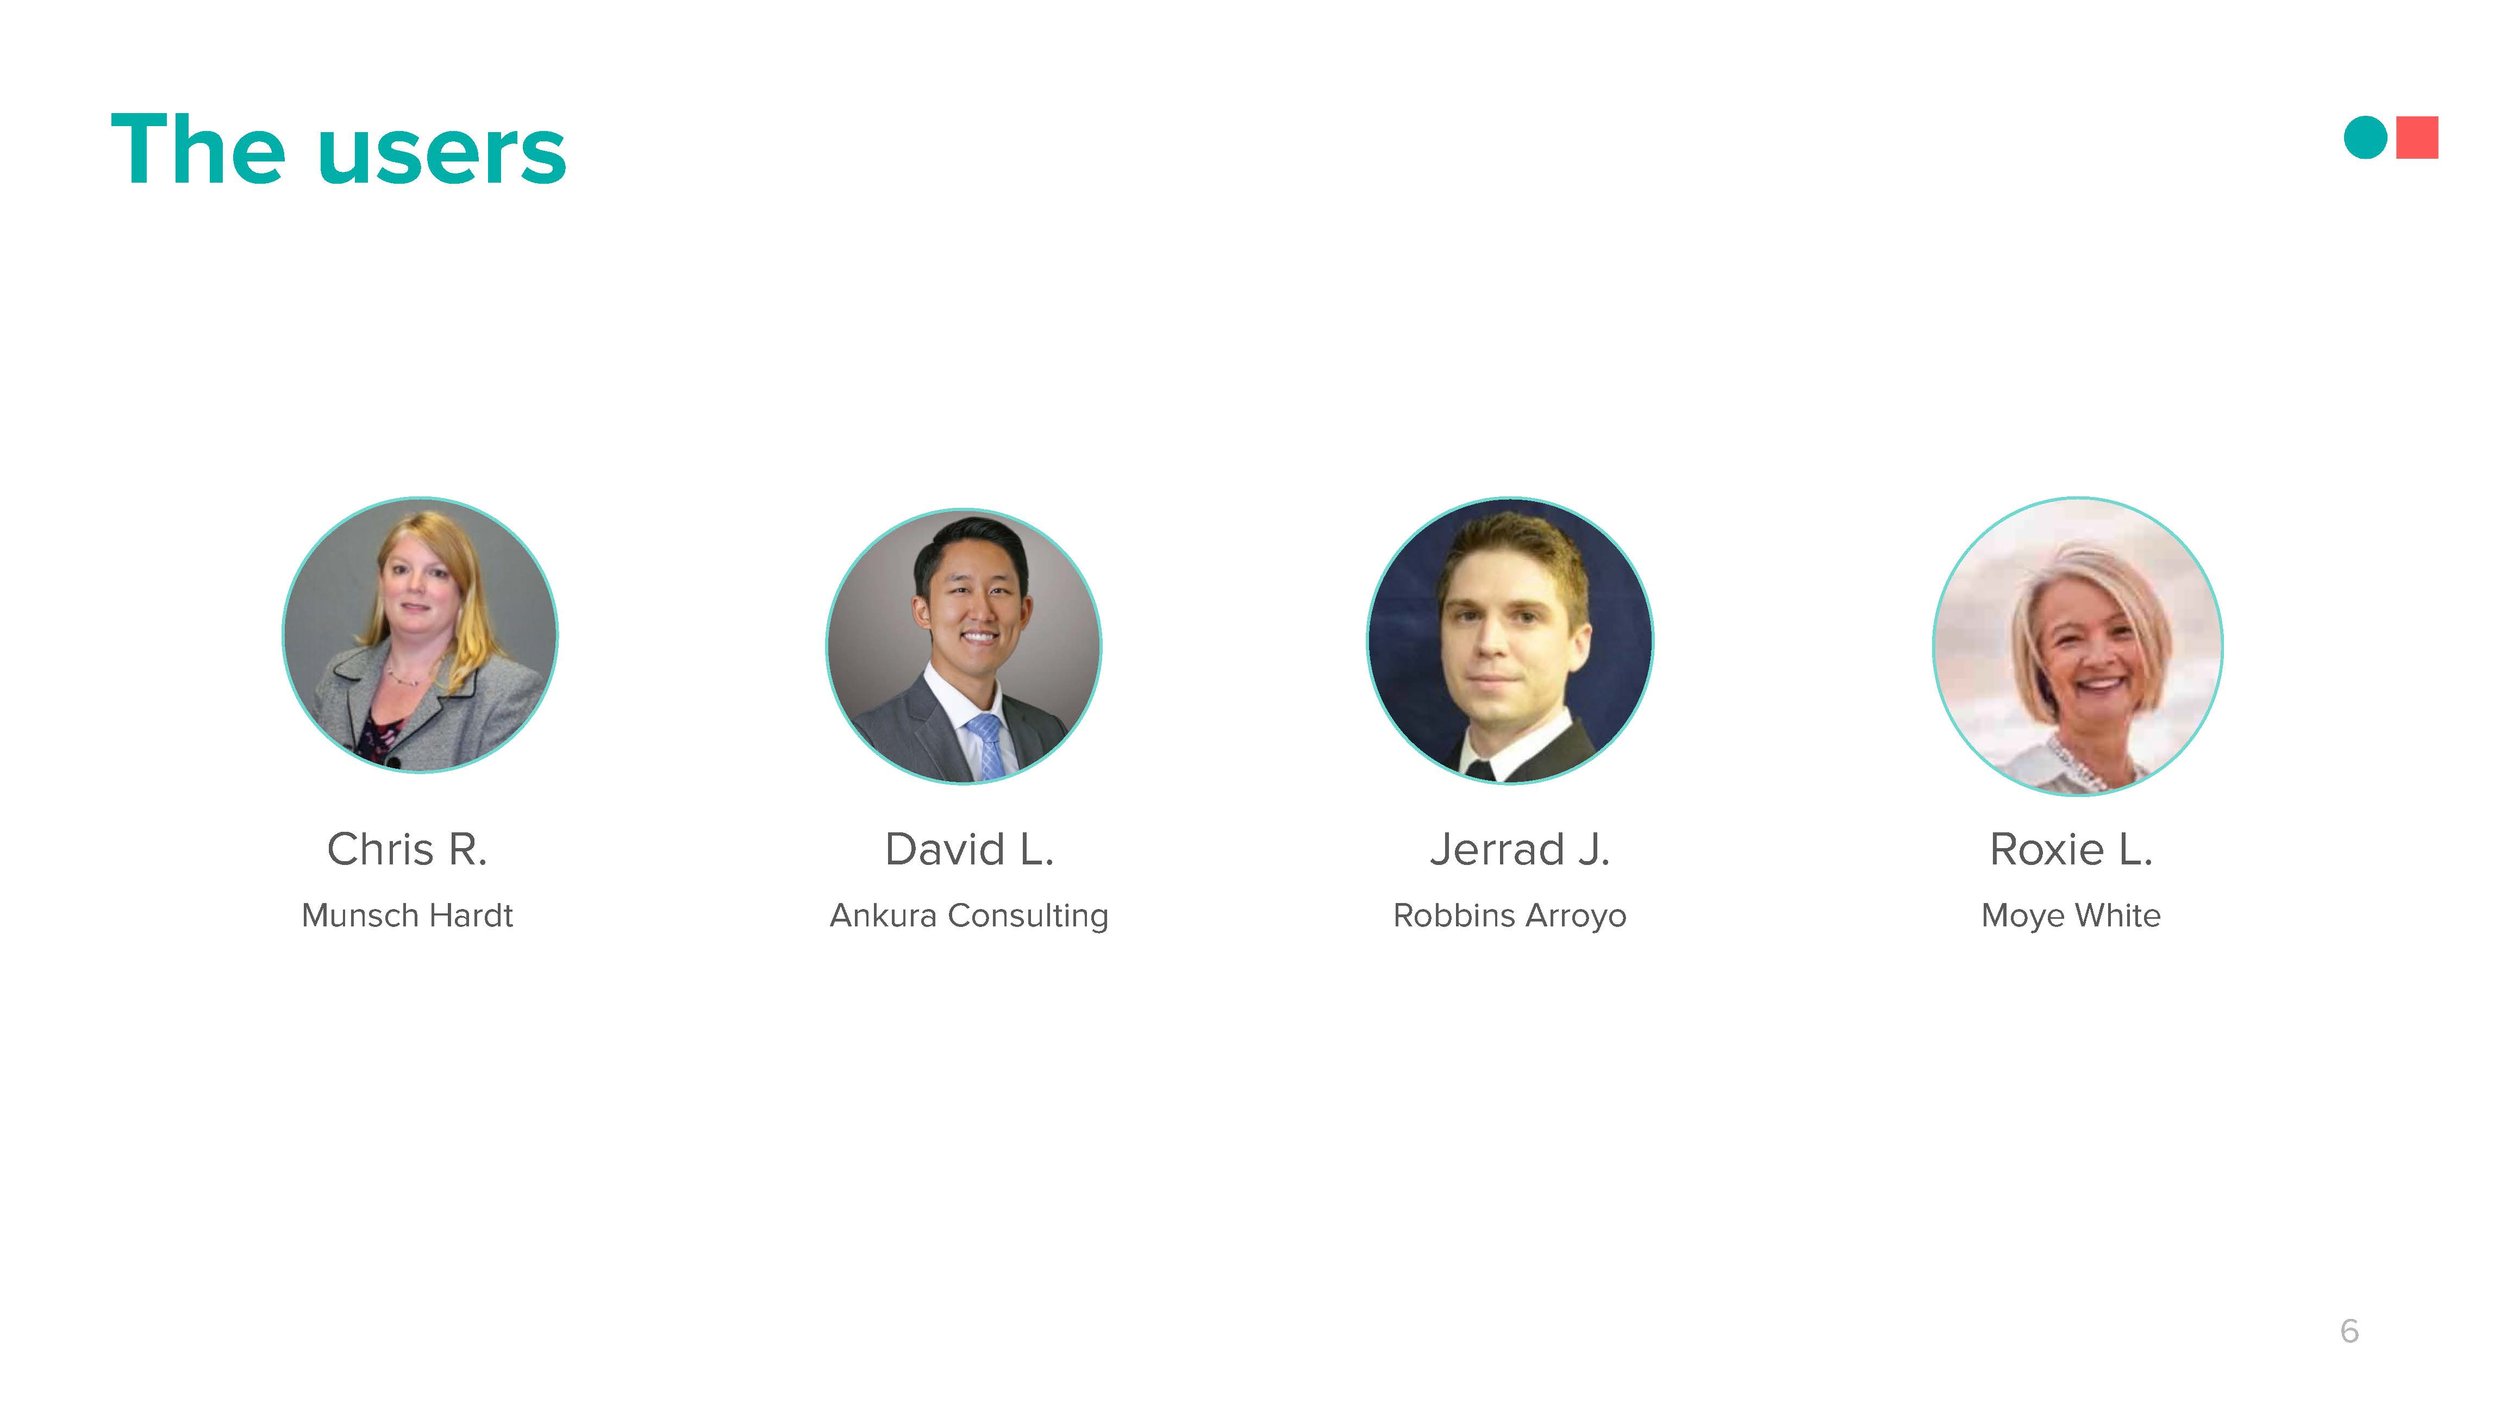 The users
Chris R.
Munsch Hardt
David L.
Ankura Consulting
Jerrad J.
Robbins Arroyo
Roxie L.
Moye White
6